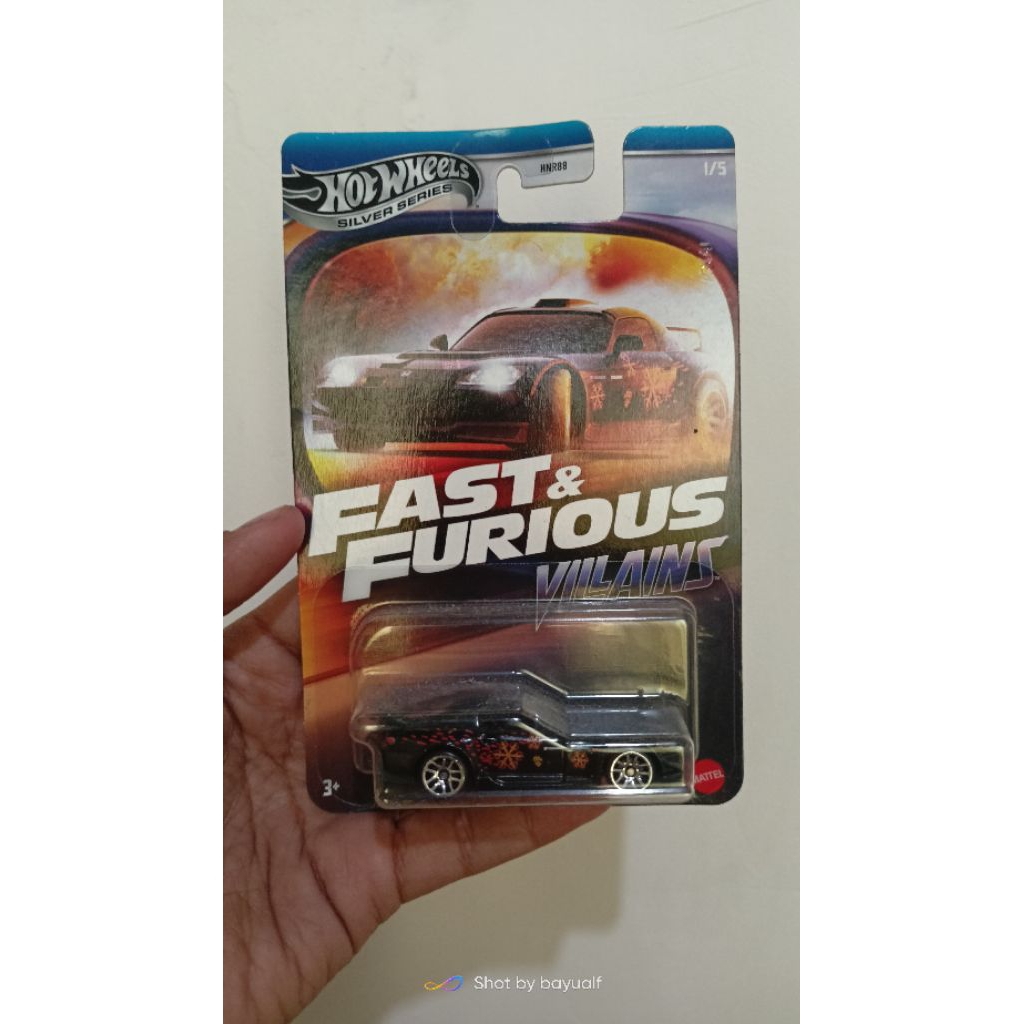 HOT WHEELS
SILVER SERIES
HNR88
1/5
FAST &
FURIOUS
VILLAINS
3+
MATTEL
Shot by bayualf